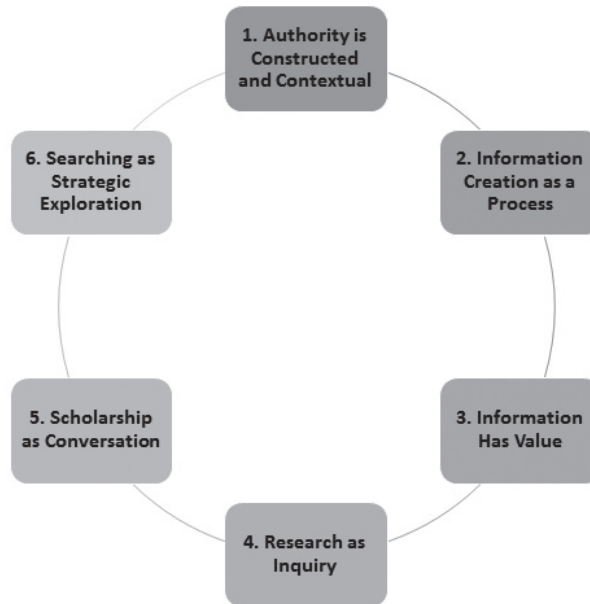 1. Authority is
Constructed
and Contextual
2. Information
Creation as a
Process
3. Information
Has Value
4. Research as
Inquiry
5. Scholarship
as Conversation
6. Searching as
Strategic
Exploration